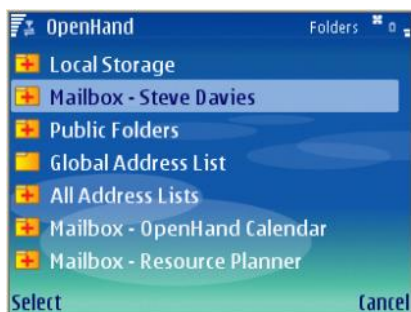 OpenHand Folders
Local Storage
Mailbox - Steve Davies
Public Folders
Global Address List
All Address Lists
Mailbox - OpenHand Calendar
Mailbox - Resource Planner
Select Cancel